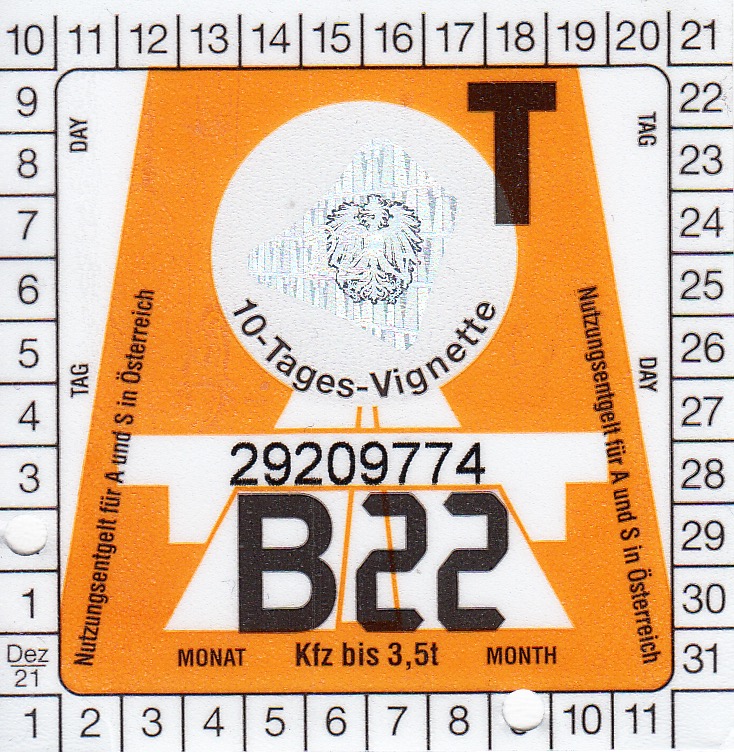 10 11 12 13 14 15 16 17 18 19 20 21
9
8
7
6
5
4
3
1
Dez
21
1 2 3 4 5 6 7 8 10 11
22
23
24
25
26
27
28
29
30
31
DAY
TAG
TAG
DAY
T
10-Tages-Vignette
Nutzungsentgelt für A und S in Österreich
Nutzungsentgelt für A und S in Österreich
29209774
B22
MONAT Kfz bis 3,5t MONTH